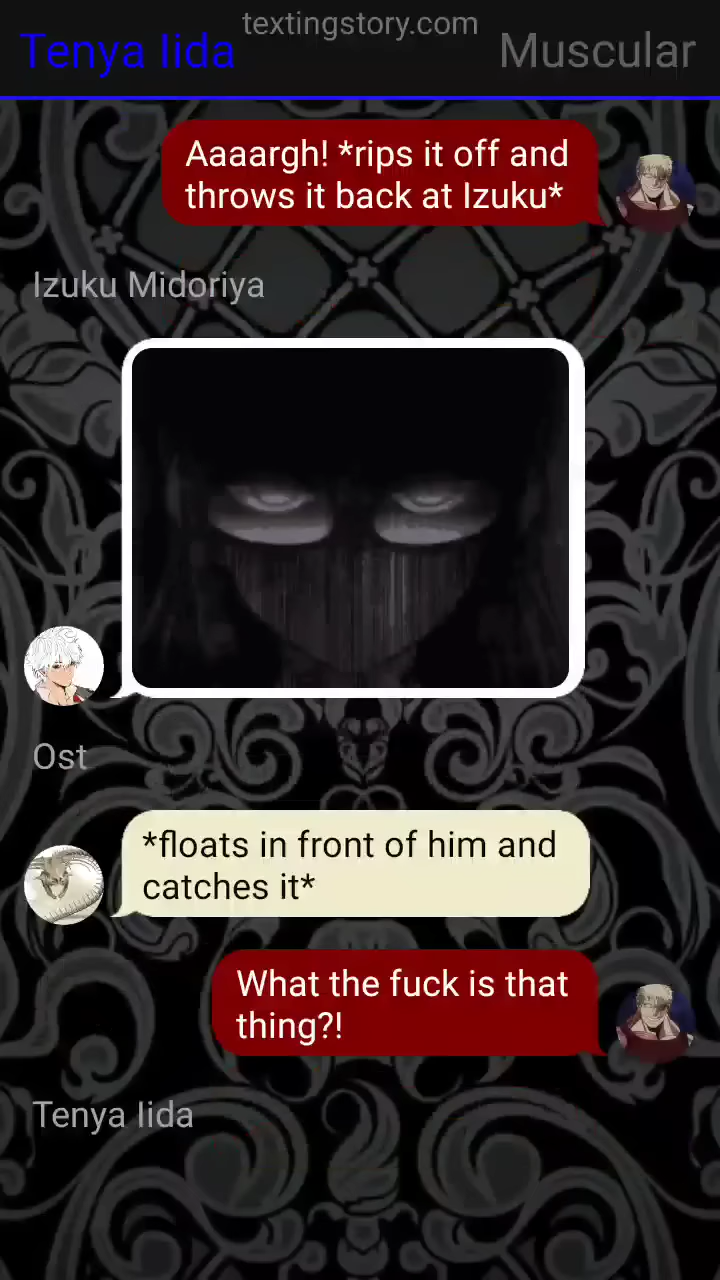 textingstory.com
Tenya Iida
Muscular
Aaaargh! *rips it off and
throws it back at Izuku*
Izuku Midoriya
Ost
*floats in front of him and
catches it*
What the fuck is that
thing?!
Tenya Iida